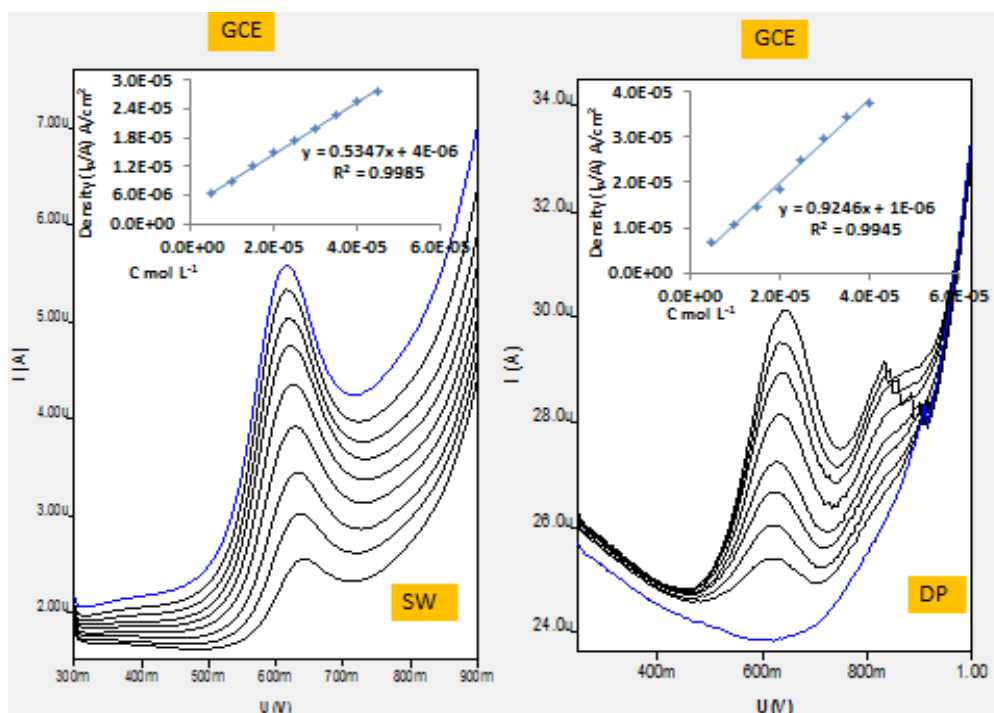 GCE
Density (Ip/A) A/cm2
3.0E-05
2.4E-05
1.8E-05
1.2E-05
6.0E-06
0.0E+00
y = 0.5347x + 4E-06
R² = 0.9985
0.0E+00 2.0E-05 4.0E-05 6.0E-05
C mol L-1
I (A)
7.00u
6.00u
5.00u
4.00u
3.00u
2.00u
SW
300m 400m 500m 600m 700m 800m 900m
U (V)
GCE
Density (Ip/A) A/cm2
4.0E-05
3.0E-05
2.0E-05
1.0E-05
0.0E+00
y = 0.9246x + 1E-06
R² = 0.9945
0.0E+00 2.0E-05 4.0E-05 6.0E-05
C mol L-1
I (A)
34.0u
32.0u
30.0u
28.0u
26.0u
24.0u
DP
400m 600m 800m 1.00
U (V)